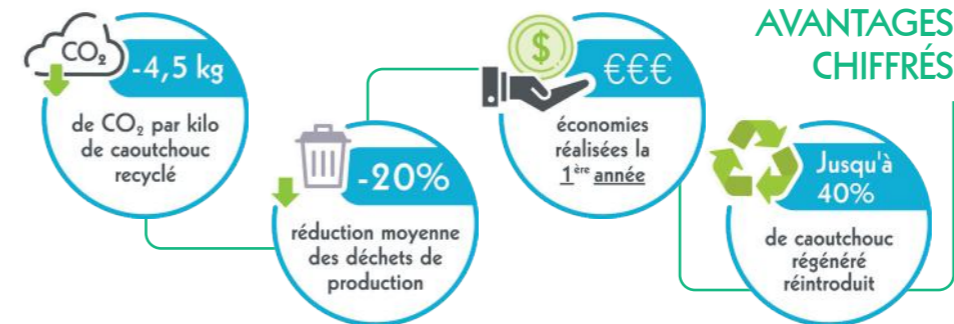 AVANTAGES
CHIFFRÉS
CO₂
-4,5 kg
de CO₂ par kilo
de caoutchouc
recyclé
-20%
réduction moyenne
des déchets de
production
$
€€€
économies
réalisées la
1ère année
Jusqu'à
40%
de caoutchouc
régénéré
réintroduit